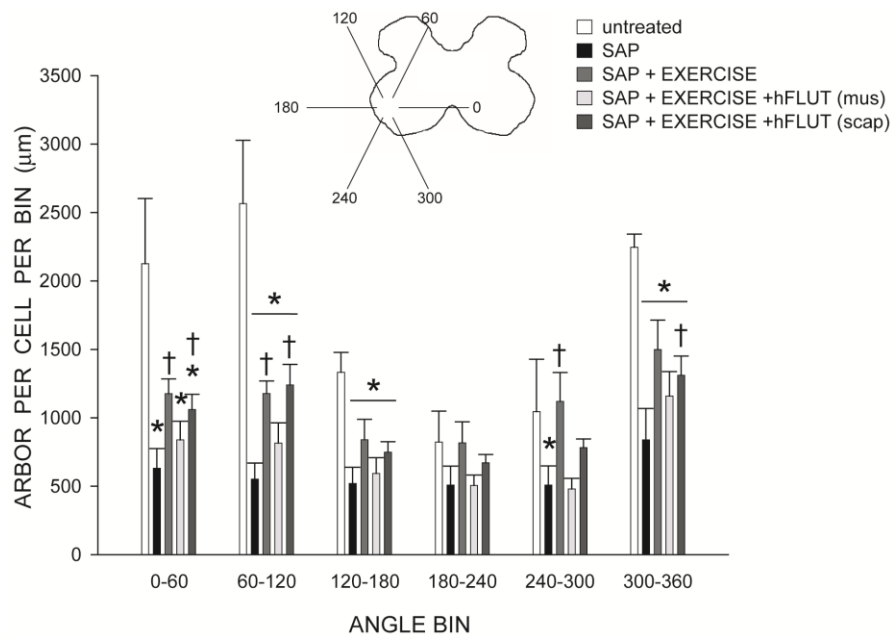 untreated
SAP
SAP + EXERCISE
SAP + EXERCISE +hFLUT (mus)
SAP + EXERCISE +hFLUT (scap)
120
60
180
0
240
300
ARBOR PER CELL PER BIN (μm)
3500
3000
2500
2000
1500
1000
500
0
* † * † *
* † †
*
* †
* †
0-60 60-120 120-180 180-240 240-300 300-360
ANGLE BIN